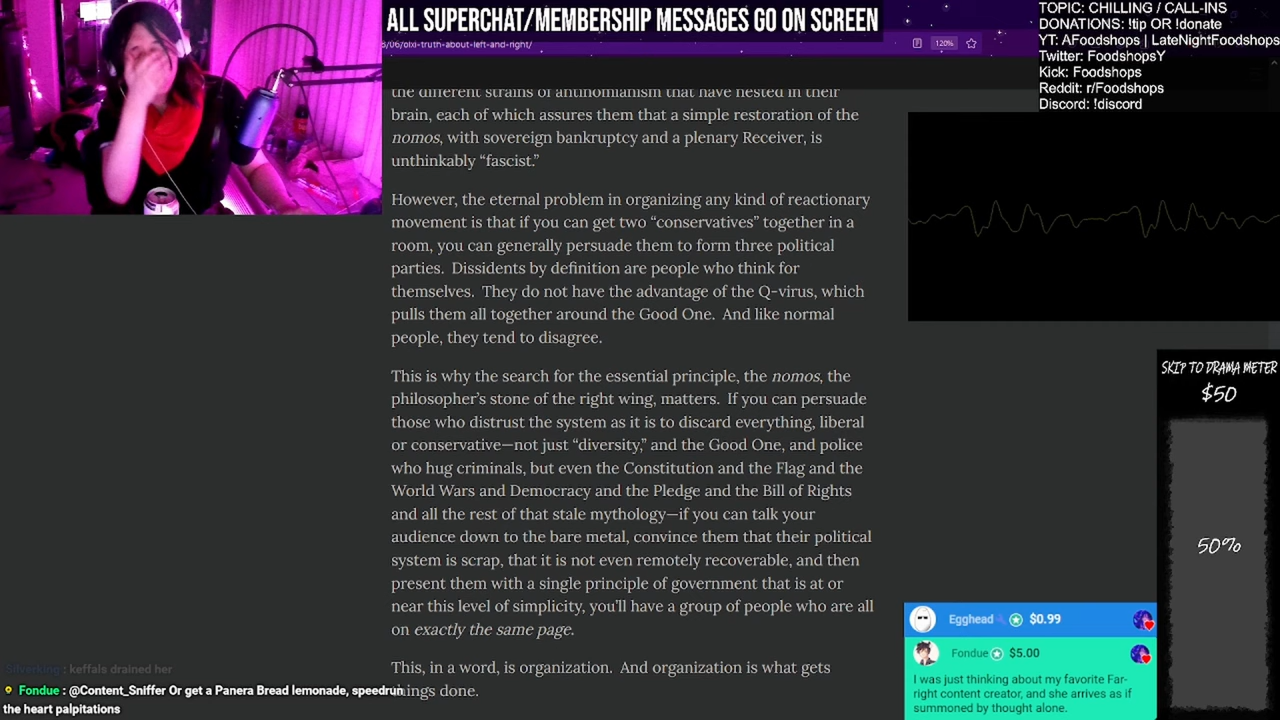 ALL SUPERCHAT/MEMBERSHIP MESSAGES GO ON SCREEN
/06/olxi-truth-about-left-and-right/
120%
TOPIC: CHILLING / CALL-INS
DONATIONS: !tip OR !donate
YT: AFoodshops | LateNightFoodshops
Twitter: FoodshopsY
Kick: Foodshops
Reddit: r/Foodshops
Discord: !discord
the different strains of antinomianism that have nested in their
brain, each of which assures them that a simple restoration of the
nomos, with sovereign bankruptcy and a plenary Receiver, is
unthinkably “fascist.”
However, the eternal problem in organizing any kind of reactionary
movement is that if you can get two “conservatives” together in a
room, you can generally persuade them to form three political
parties. Dissidents by definition are people who think for
themselves. They do not have the advantage of the Q-virus, which
pulls them all together around the Good One. And like normal
people, they tend to disagree.
This is why the search for the essential principle, the nomos, the
philosopher’s stone of the right wing, matters. If you can persuade
those who distrust the system as it is to discard everything, liberal
or conservative—not just “diversity,” and the Good One, and police
who hug criminals, but even the Constitution and the Flag and the
World Wars and Democracy and the Pledge and the Bill of Rights
and all the rest of that stale mythology—if you can talk your
audience down to the bare metal, convince them that their political
system is scrap, that it is not even remotely recoverable, and then
present them with a single principle of government that is at or
near this level of simplicity, you’ll have a group of people who are all
on exactly the same page.
This, in a word, is organization. And organization is what gets
things done.
SKIP TO DRAMA METER
$50
50%
Egghead $0.99
Fondue $5.00
I was just thinking about my favorite Far-
right content creator, and she arrives as if
summoned by thought alone.
Silverking : keffals drained her
Fondue : @Content_Sniffer Or get a Panera Bread lemonade, speedrun
the heart palpitations